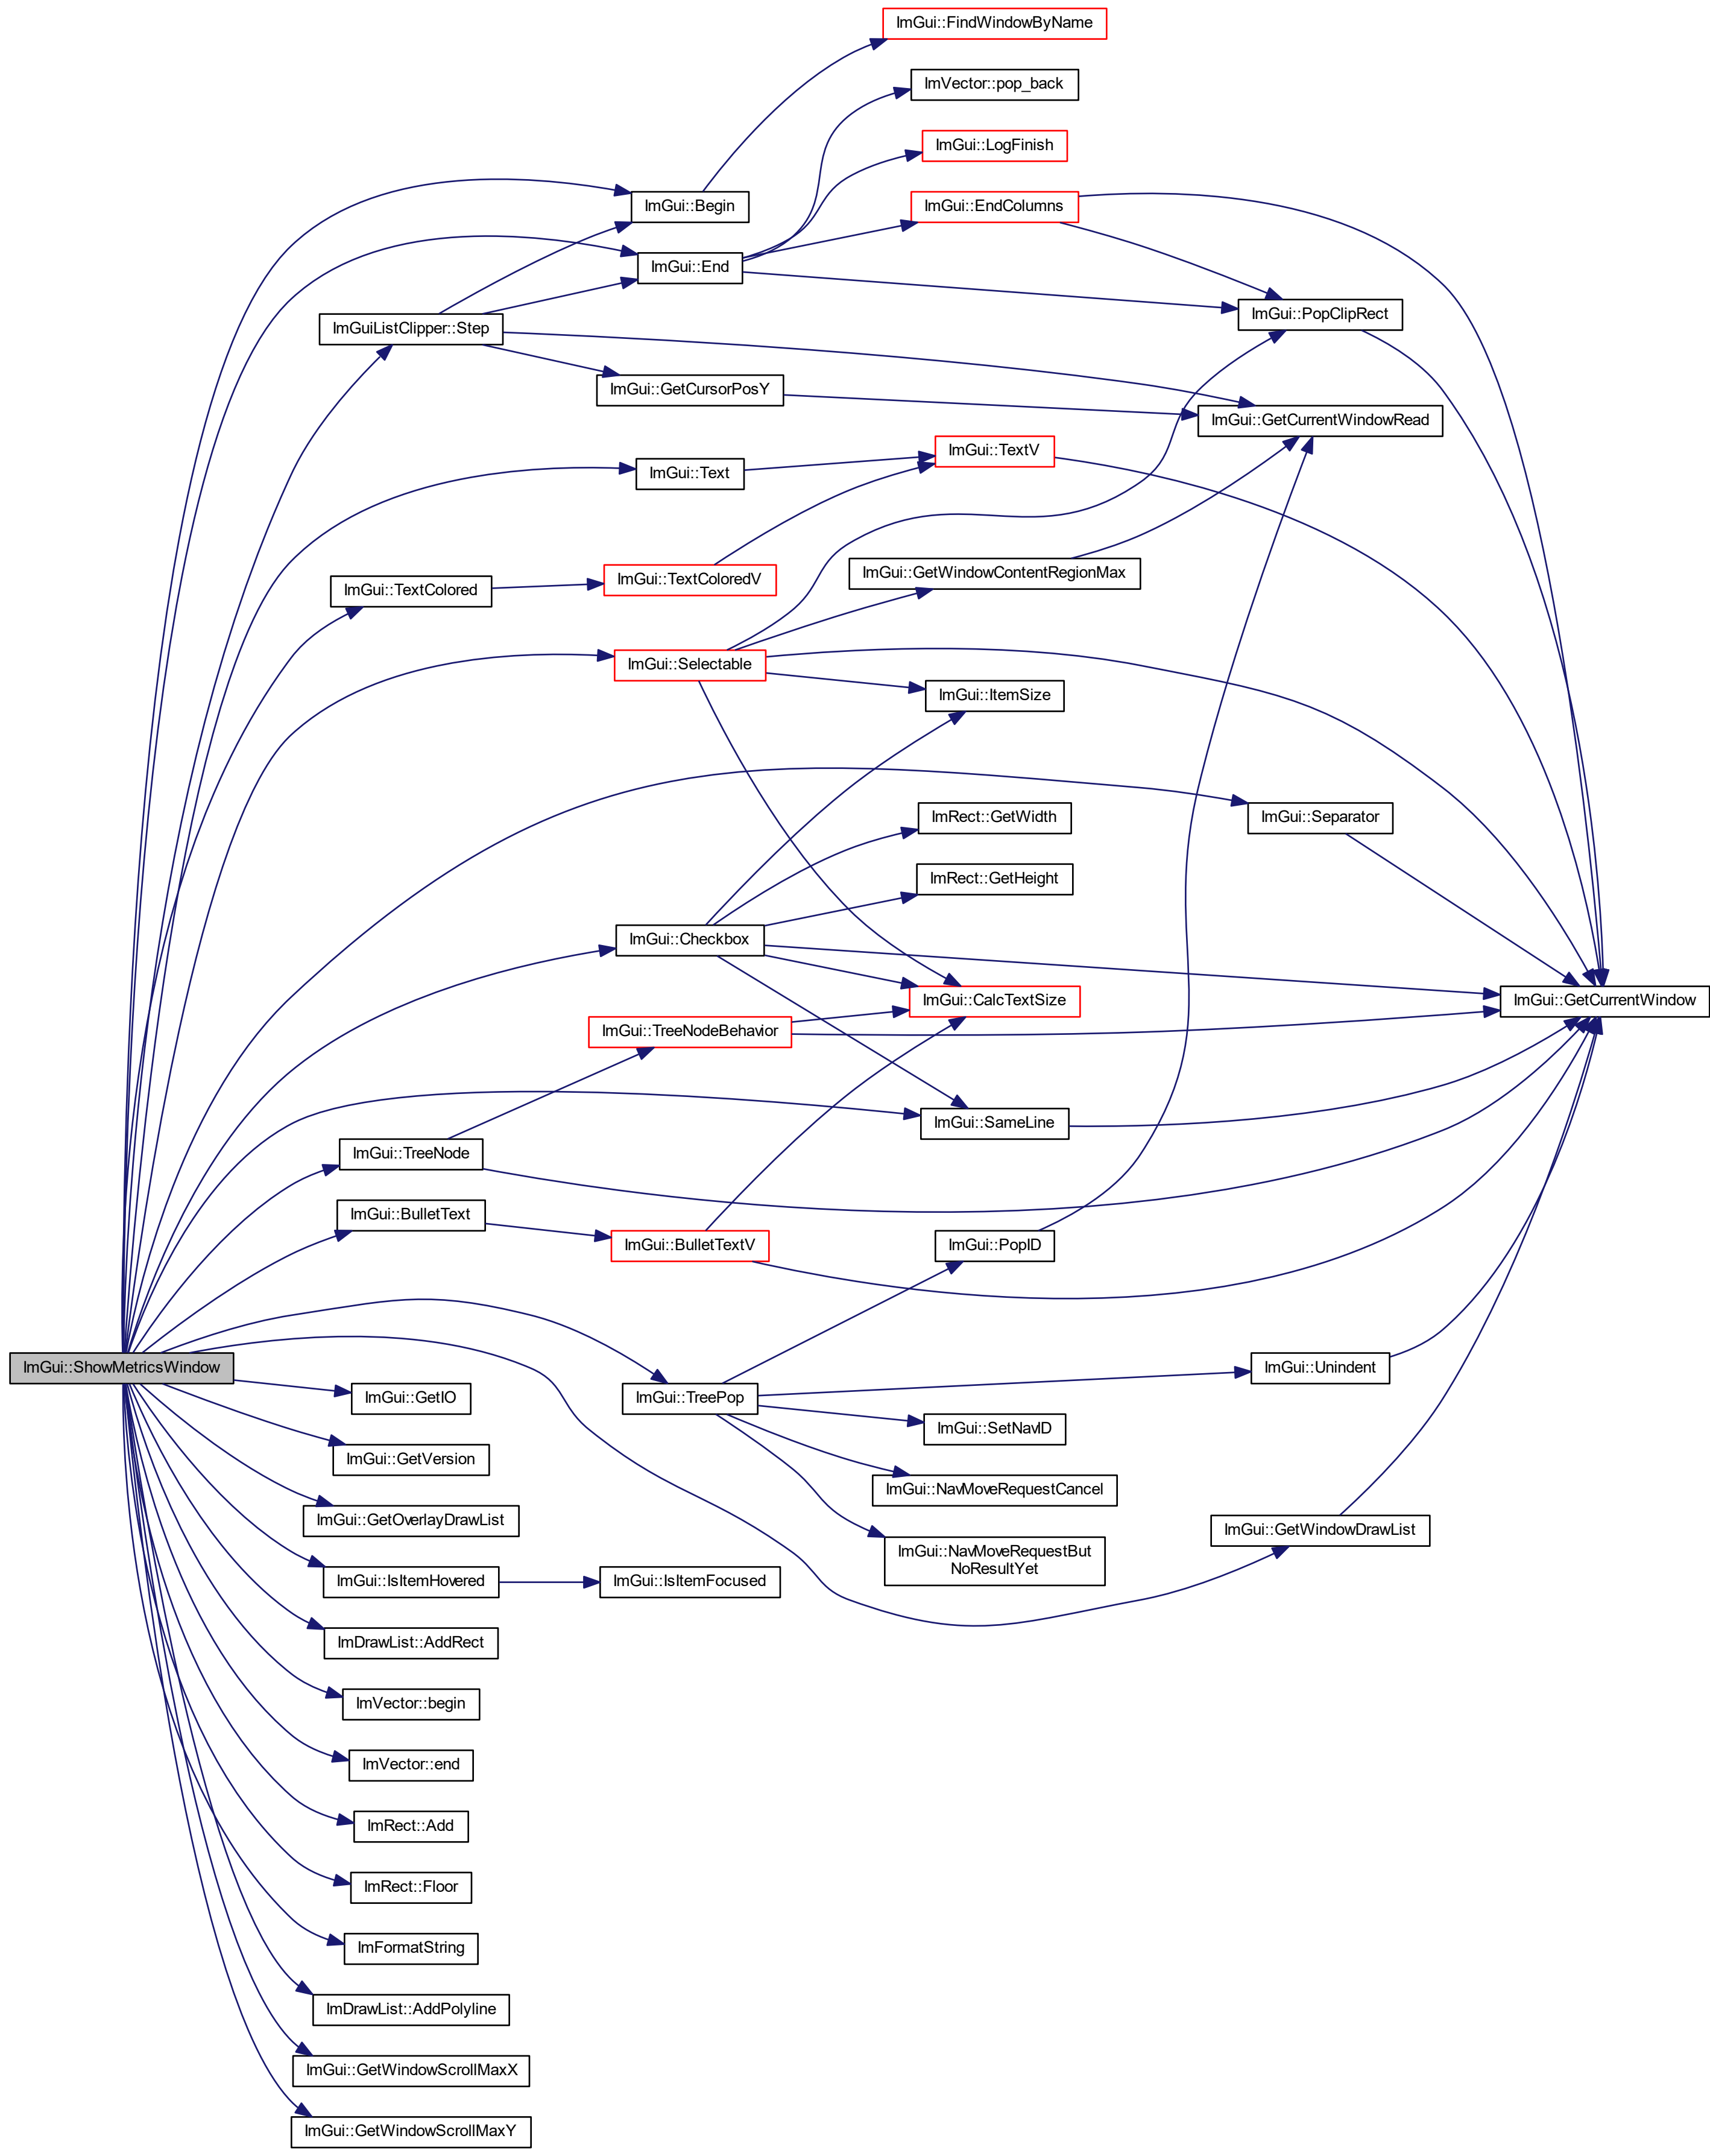 ImGui::FindWindowByName
ImVector::pop_back
ImGui::LogFinish
ImGui::Begin
ImGui::EndColumns
ImGui::End
ImGui::PopClipRect
ImGuiListClipper::Step
ImGui::GetCursorPosY
ImGui::GetCurrentWindowRead
ImGui::TextV
ImGui::Text
ImGui::GetWindowContentRegionMax
ImGui::TextColoredV
ImGui::TextColored
ImGui::Selectable
ImGui::ItemSize
ImRect::GetWidth
ImGui::Separator
ImRect::GetHeight
ImGui::Checkbox
ImGui::CalcTextSize
ImGui::GetCurrentWindow
ImGui::TreeNodeBehavior
ImGui::SameLine
ImGui::TreeNode
ImGui::BulletText
ImGui::BulletTextV
ImGui::PopID
ImGui::ShowMetricsWindow
ImGui::Unindent
ImGui::GetIO
ImGui::TreePop
ImGui::SetNavID
ImGui::GetVersion
ImGui::NavMoveRequestCancel
ImGui::GetOverlayDrawList
ImGui::GetWindowDrawList
ImGui::NavMoveRequestBut
NoResultYet
ImGui::IsItemHovered
ImGui::IsItemFocused
ImDrawList::AddRect
ImVector::begin
ImVector::end
ImRect::Add
ImRect::Floor
ImFormatString
ImDrawList::AddPolyline
ImGui::GetWindowScrollMaxX
ImGui::GetWindowScrollMaxY